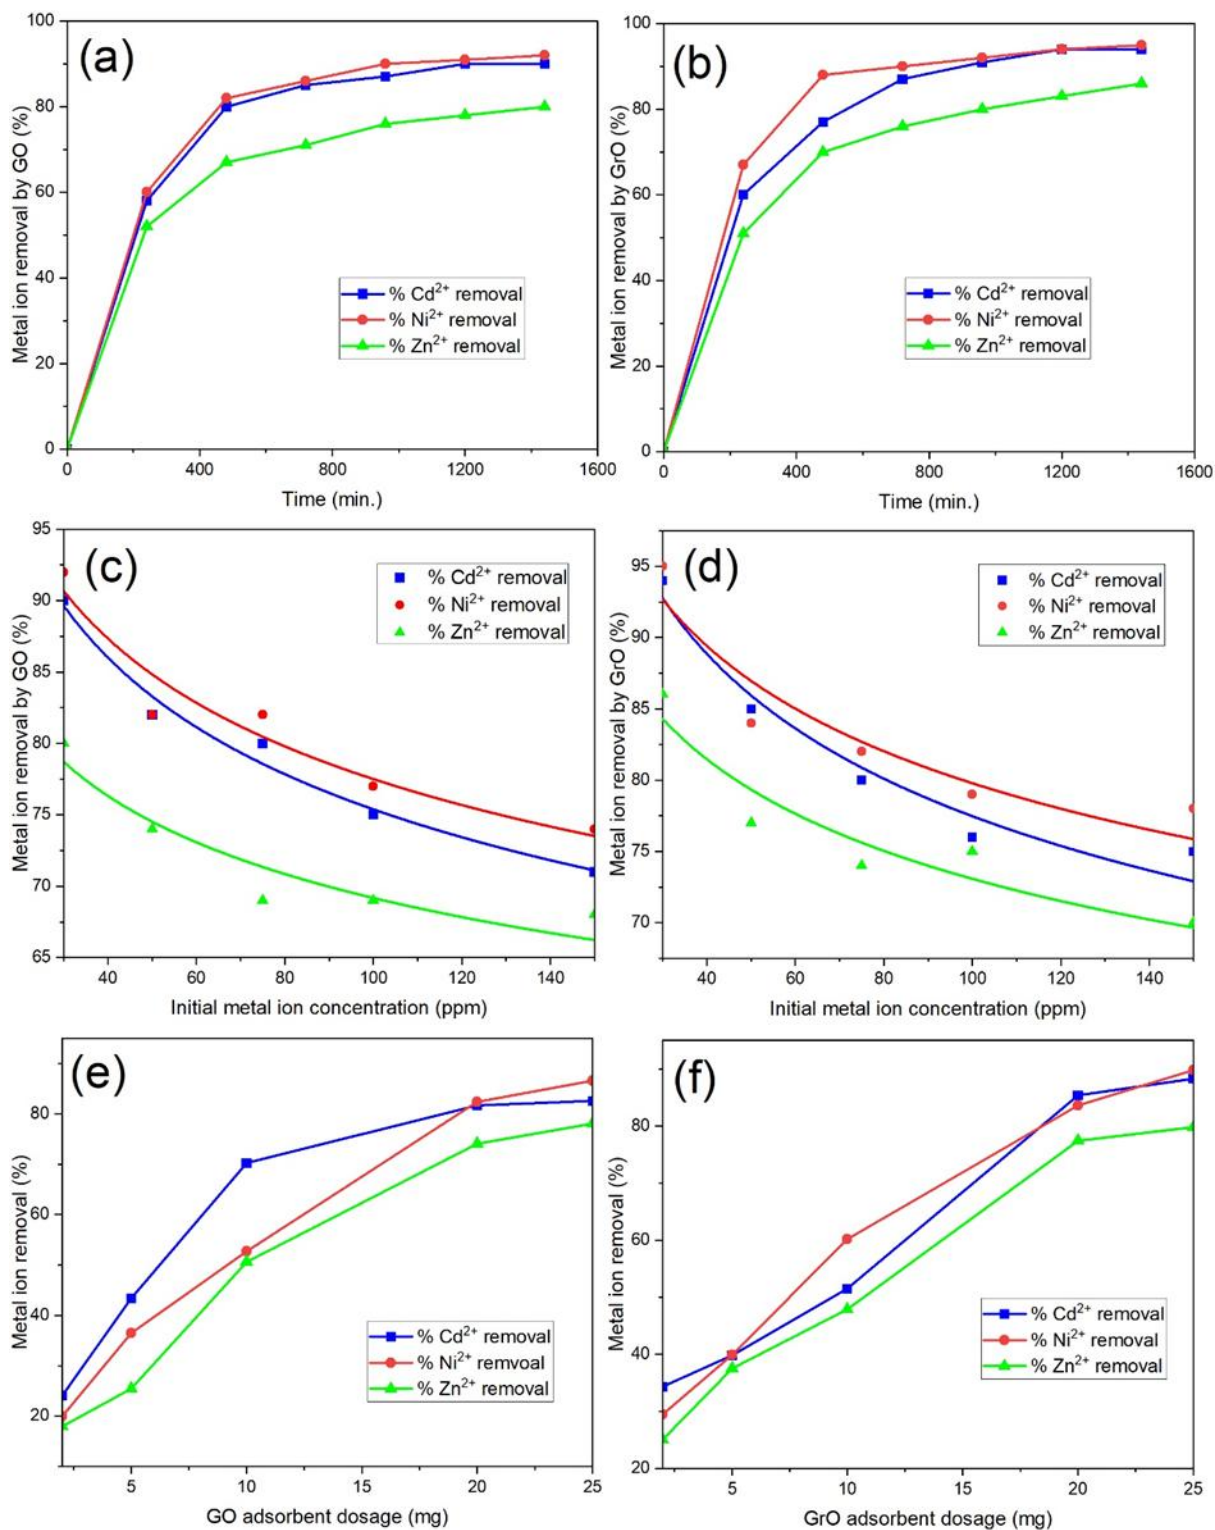 (a)
Metal ion removal by GO (%)
100
80
60
40
20
0
% Cd²⁺ removal
% Ni²⁺ removal
% Zn²⁺ removal
0 400 800 1200 1600
Time (min.)
(b)
Metal ion removal by GrO (%)
100
80
60
40
20
0
% Cd²⁺ removal
% Ni²⁺ removal
% Zn²⁺ removal
0 400 800 1200 1600
Time (min.)
(c)
Metal ion removal by GO (%)
95
90
85
80
75
70
65
% Cd²⁺ removal
% Ni²⁺ removal
% Zn²⁺ removal
40 60 80 100 120 140
Initial metal ion concentration (ppm)
(d)
Metal ion removal by GrO (%)
95
90
85
80
75
70
% Cd²⁺ removal
% Ni²⁺ removal
% Zn²⁺ removal
40 60 80 100 120 140
Initial metal ion concentration (ppm)
(e)
Metal ion removal (%)
80
60
40
20
% Cd²⁺ removal
% Ni²⁺ remvoal
% Zn²⁺ removal
5 10 15 20 25
GO adsorbent dosage (mg)
(f)
Metal ion removal (%)
80
60
40
20
% Cd²⁺ removal
% Ni²⁺ removal
% Zn²⁺ removal
5 10 15 20 25
GrO adsorbent dosage (mg)